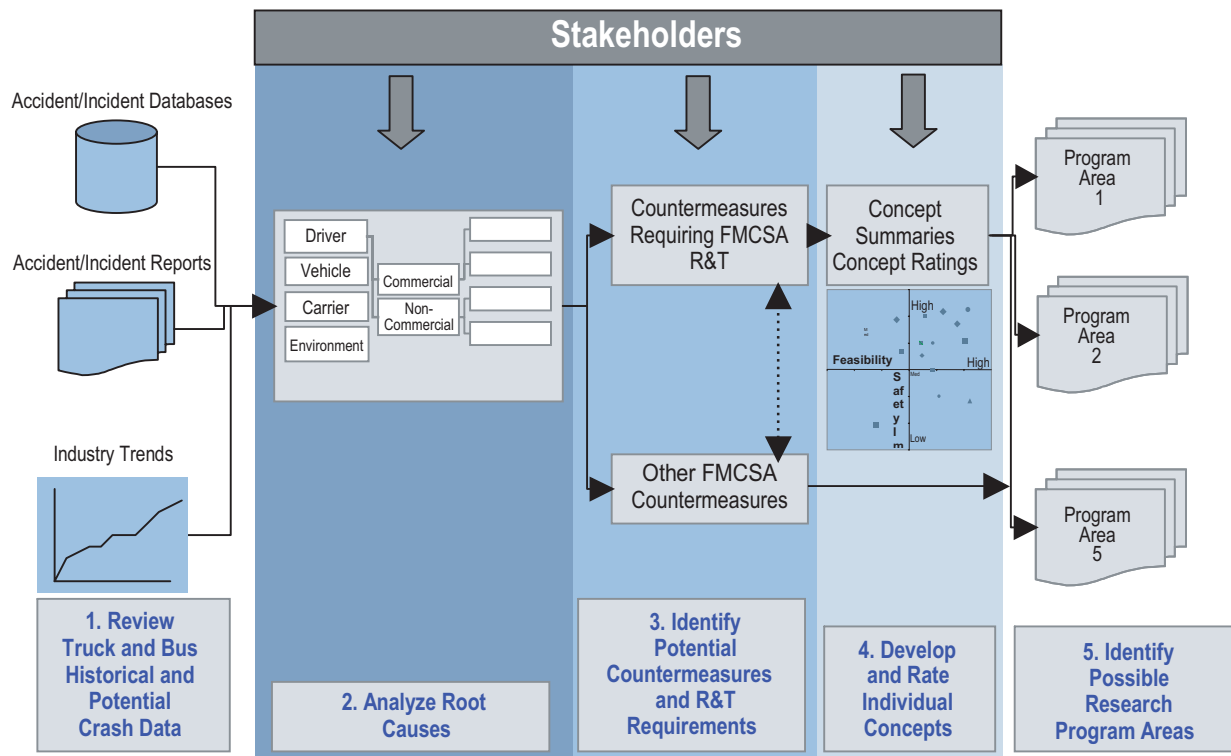 Stakeholders
Accident/Incident Databases
Accident/Incident Reports
Industry Trends
Driver
Vehicle
Carrier
Environment
Commercial
Non-
Commercial
Countermeasures
Requiring FMCSA
R&T
Other FMCSA
Countermeasures
Concept
Summaries
Concept Ratings
High
Feasibility
High
Med
S
af
et
y
I
m
Low
Program
Area
1
Program
Area
2
Program
Area
5
1. Review
Truck and Bus
Historical and
Potential
Crash Data
2. Analyze Root
Causes
3. Identify
Potential
Countermeasures
and R&T
Requirements
4. Develop
and Rate
Individual
Concepts
5. Identify
Possible
Research
Program Areas